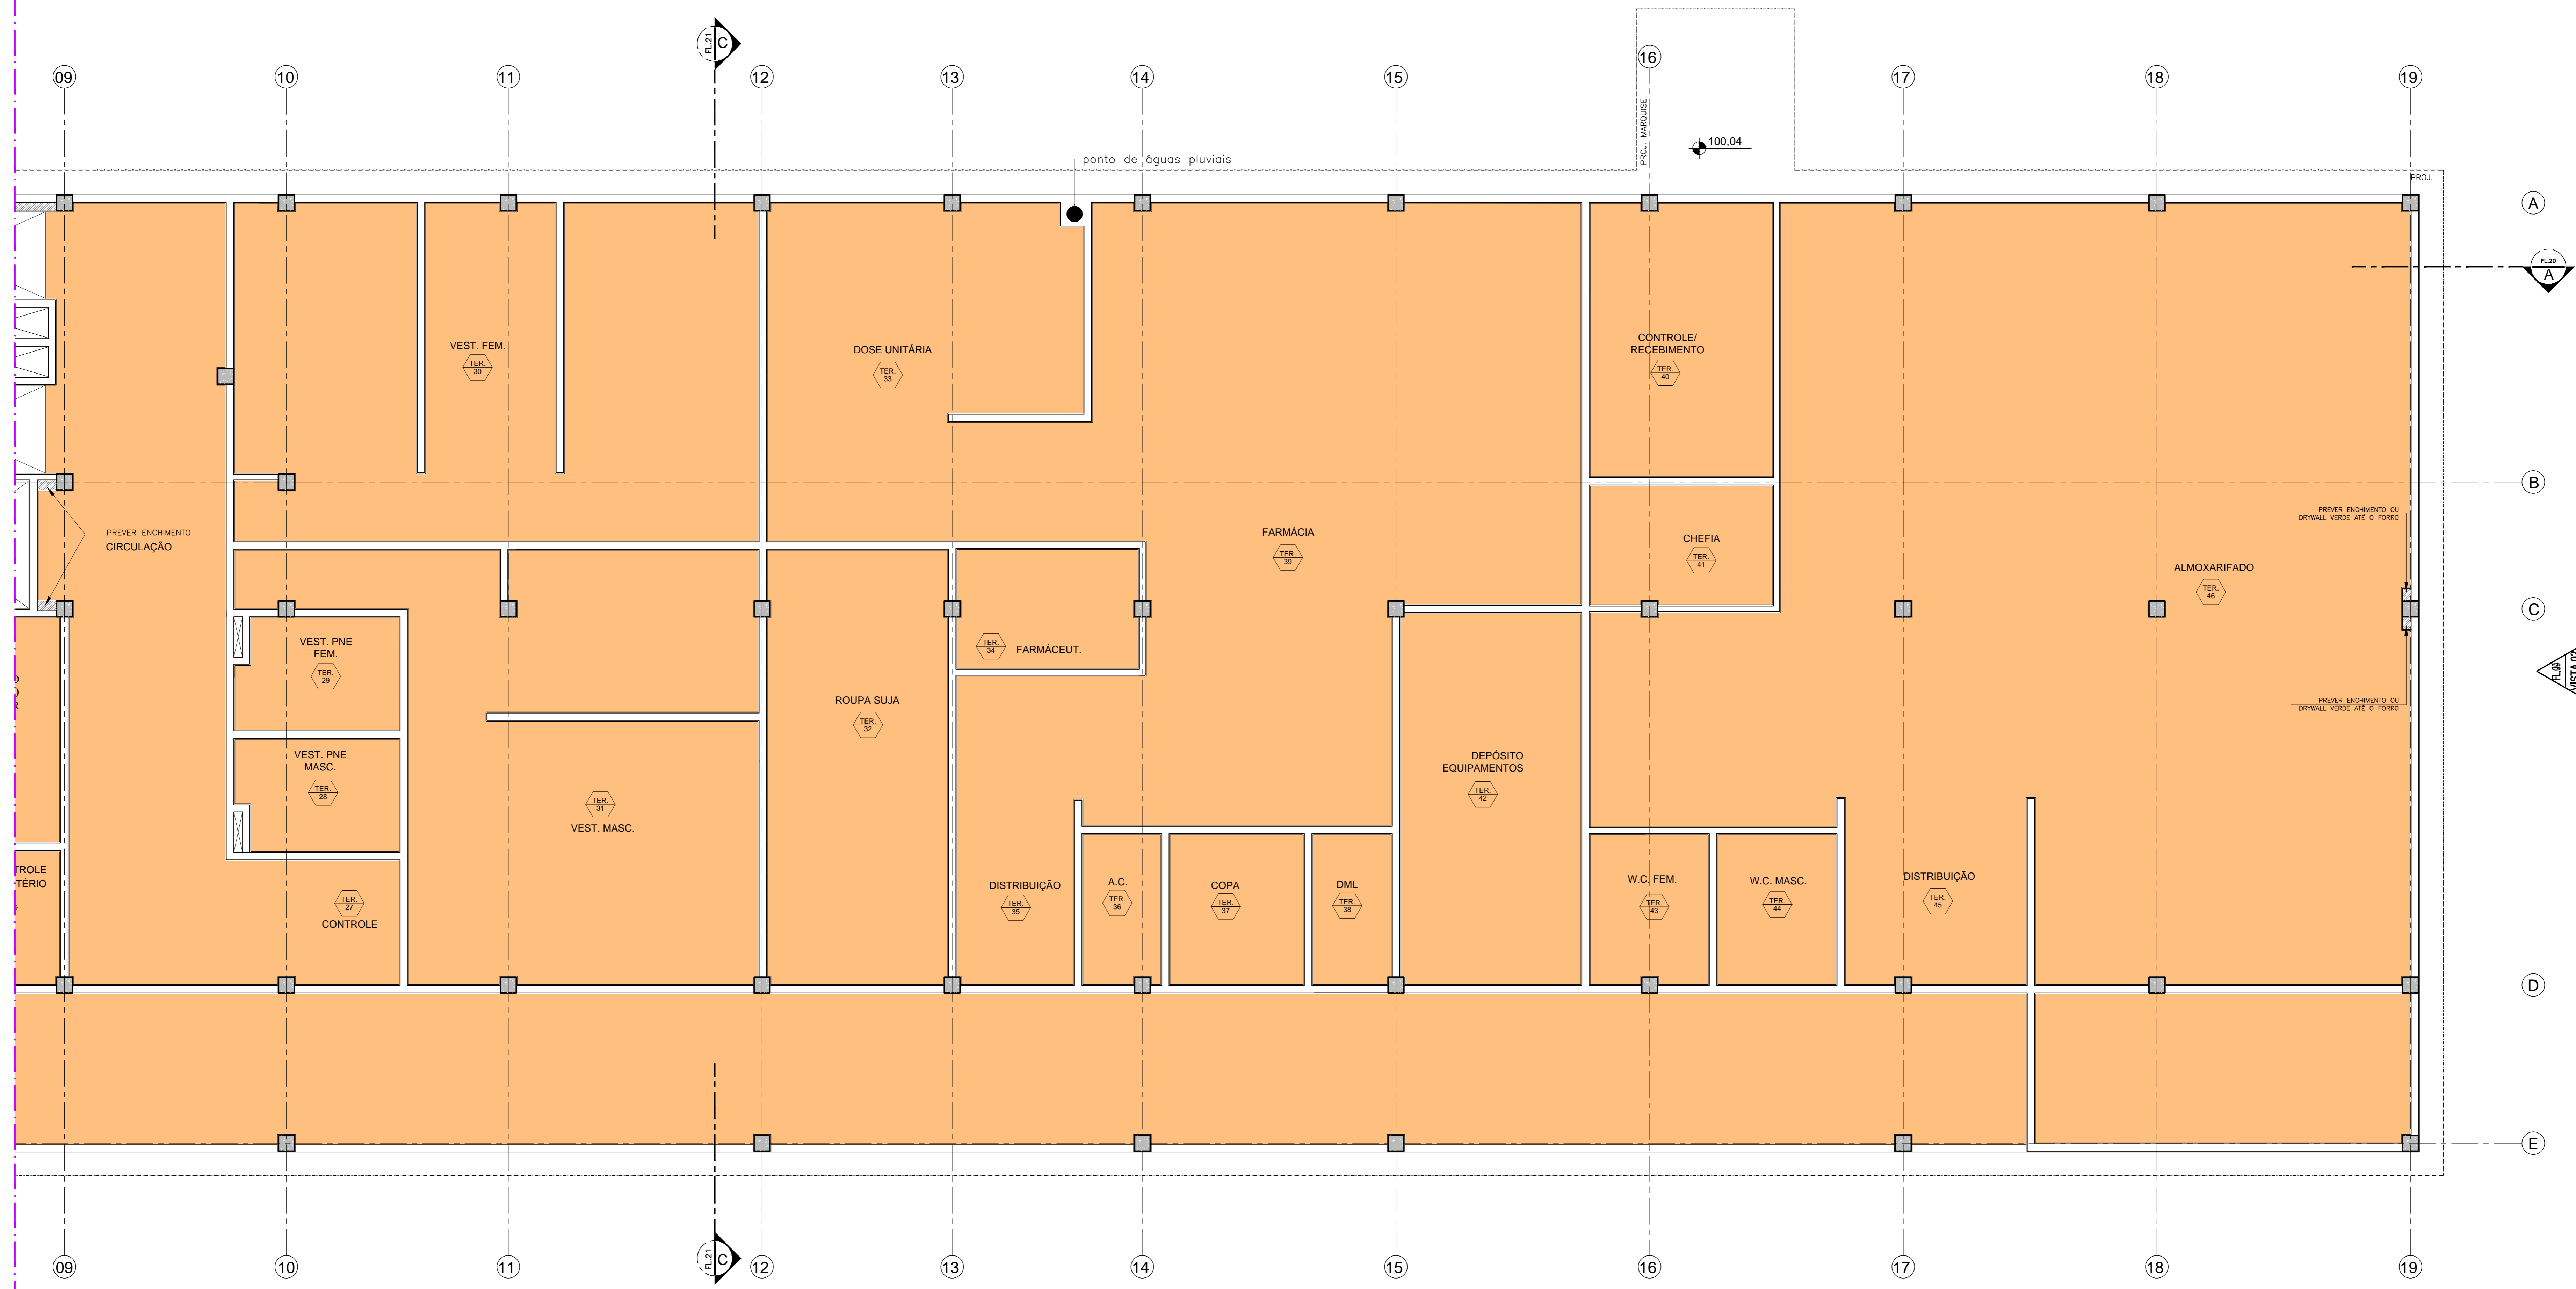 FL.21
C
09
10
11
12
13
14
15
16
17
18
19
PROJ. MARQUISE
100,04
ponto de águas pluviais
PROJ.
A
FL.20
A
VEST. FEM.
TER.
30
DOSE UNITÁRIA
TER.
33
CONTROLE/
RECEBIMENTO
TER.
40
B
PREVER ENCHIMENTO
CIRCULAÇÃO
FARMÁCIA
TER.
39
CHEFIA
TER.
41
PREVER ENCHIMENTO OU
DRYWALL VERDE ATÉ O FORRO
ALMOXARIFADO
TER.
46
C
VEST. PNE
FEM.
TER.
29
TER.
34
FARMÁCEUT.
FL.20
VISTA 02
ROUPA SUJA
TER.
32
PREVER ENCHIMENTO OU
DRYWALL VERDE ATÉ O FORRO
VEST. PNE
MASC.
TER.
28
TER.
31
VEST. MASC.
DEPÓSITO
EQUIPAMENTOS
TER.
42
TROLE
TÉRIO
TER.
27
CONTROLE
DISTRIBUIÇÃO
TER.
35
A.C.
TER.
36
COPA
TER.
37
DML
TER.
38
W.C. FEM.
TER.
43
W.C. MASC.
TER.
44
DISTRIBUIÇÃO
TER.
45
D
E
FL.21
C
09
10
11
12
13
14
15
16
17
18
19